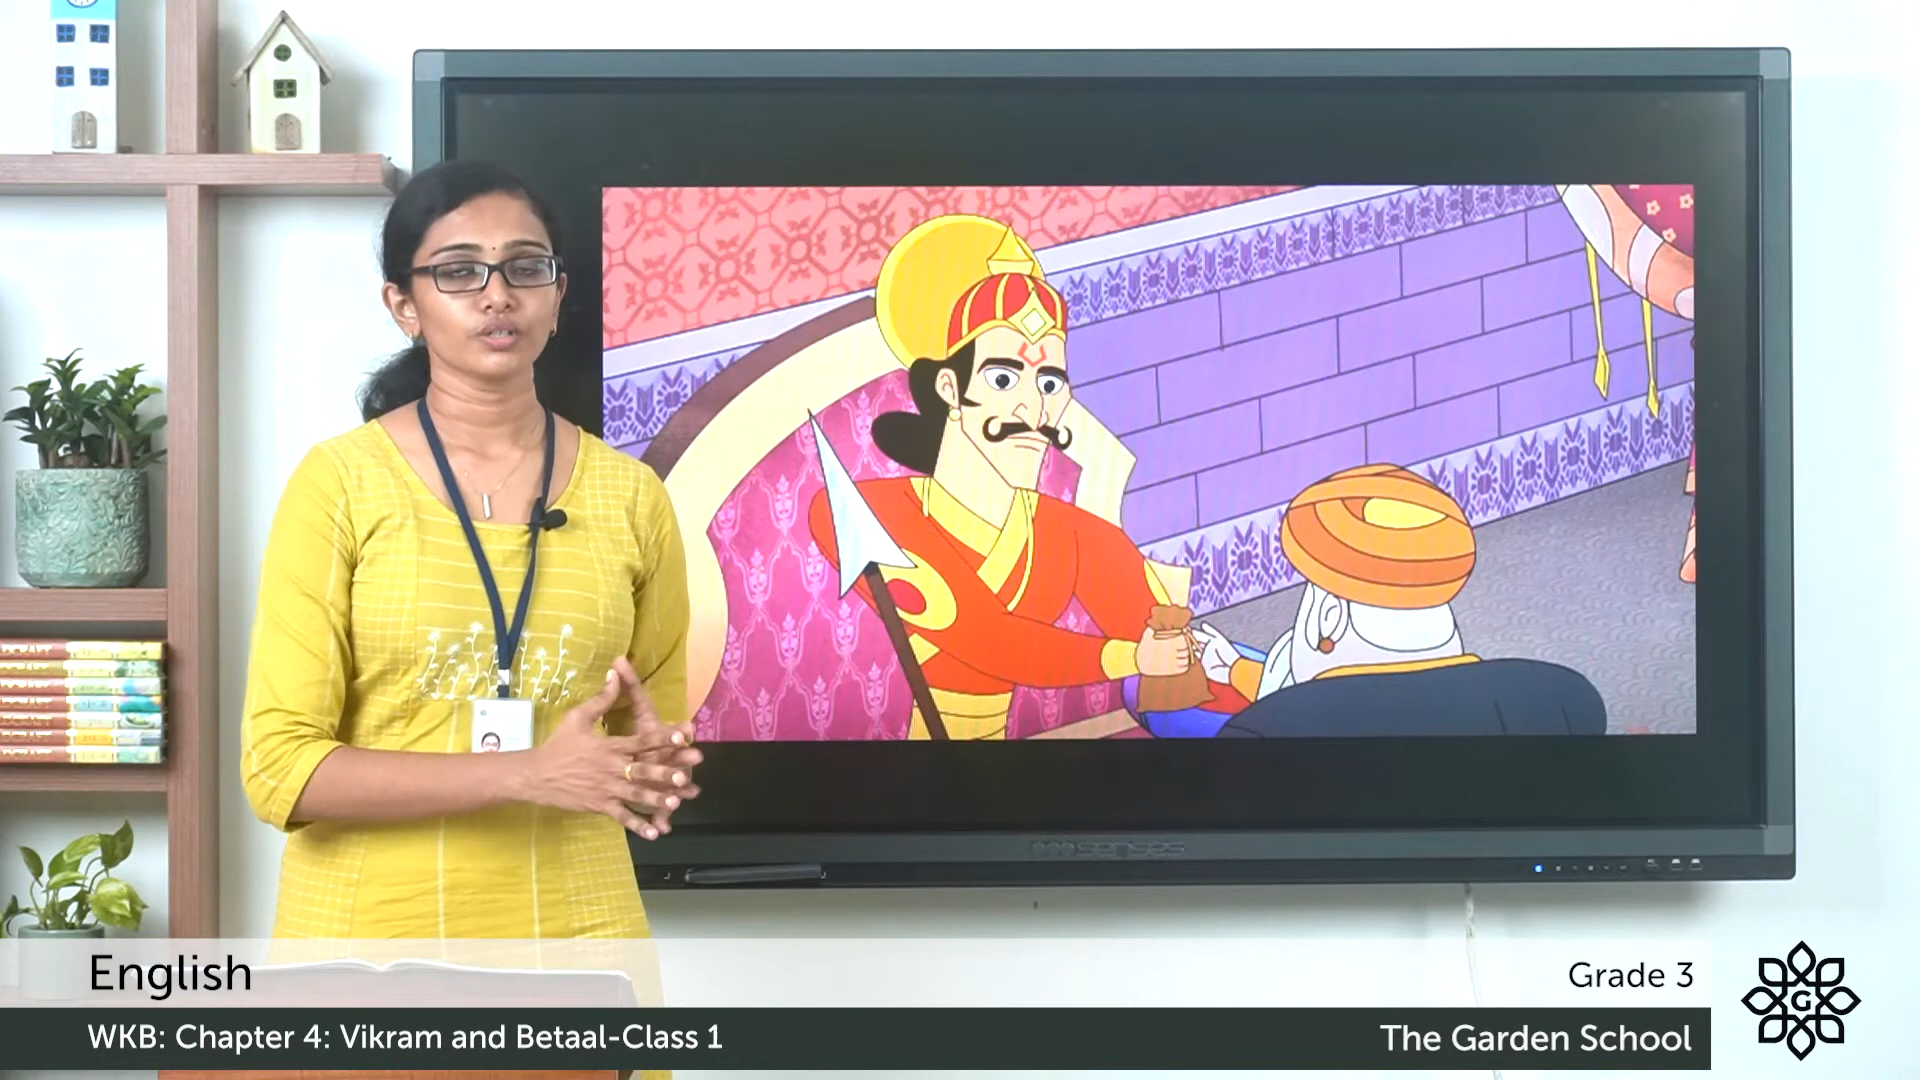 English
Grade 3
WKB: Chapter 4: Vikram and Betaal-Class 1
The Garden School
G